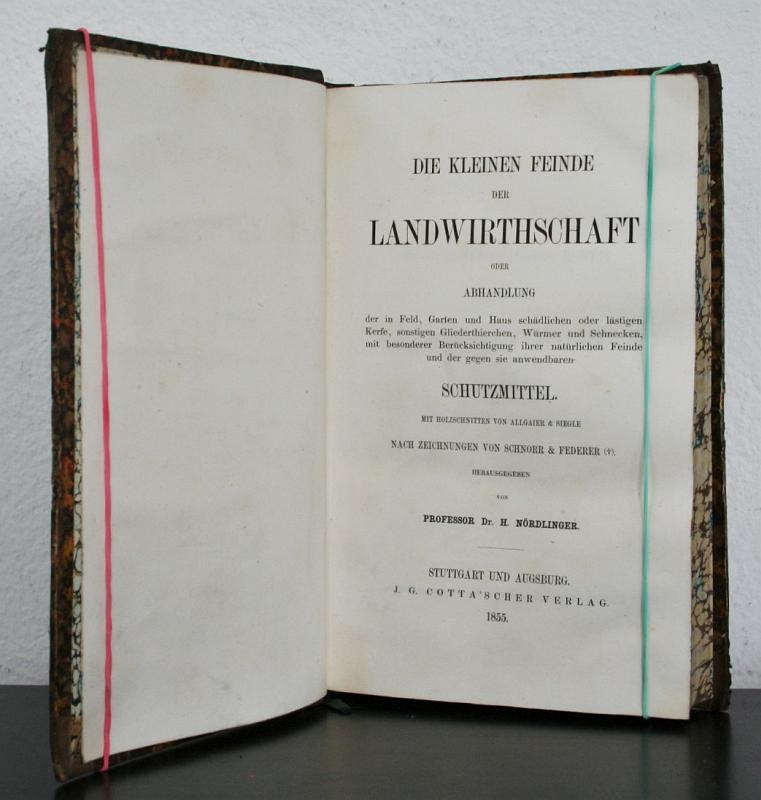 DIE KLEINEN FEINDE
DER
LANDWIRTHSCHAFT
ODER
ABHANDLUNG
der in Feld, Garten und Haus schädlichen oder lästigen
Kerfe, sonstigen Gliederthierchen, Würmer und Schnecken,
mit besonderer Berücksichtigung ihrer natürlichen Feinde
und der gegen sie anwendbaren
SCHUTZMITTEL.
MIT HOLZSCHNITTEN VON ALLGAIER & SIEGLE
NACH ZEICHNUNGEN VON SCHNORR & FEDERER (†).
HERAUSGEGEBEN
VON
PROFESSOR Dr. H. NÖRDLINGER.
STUTTGART UND AUGSBURG.
J. G. COTTA'SCHER VERLAG.
1855.